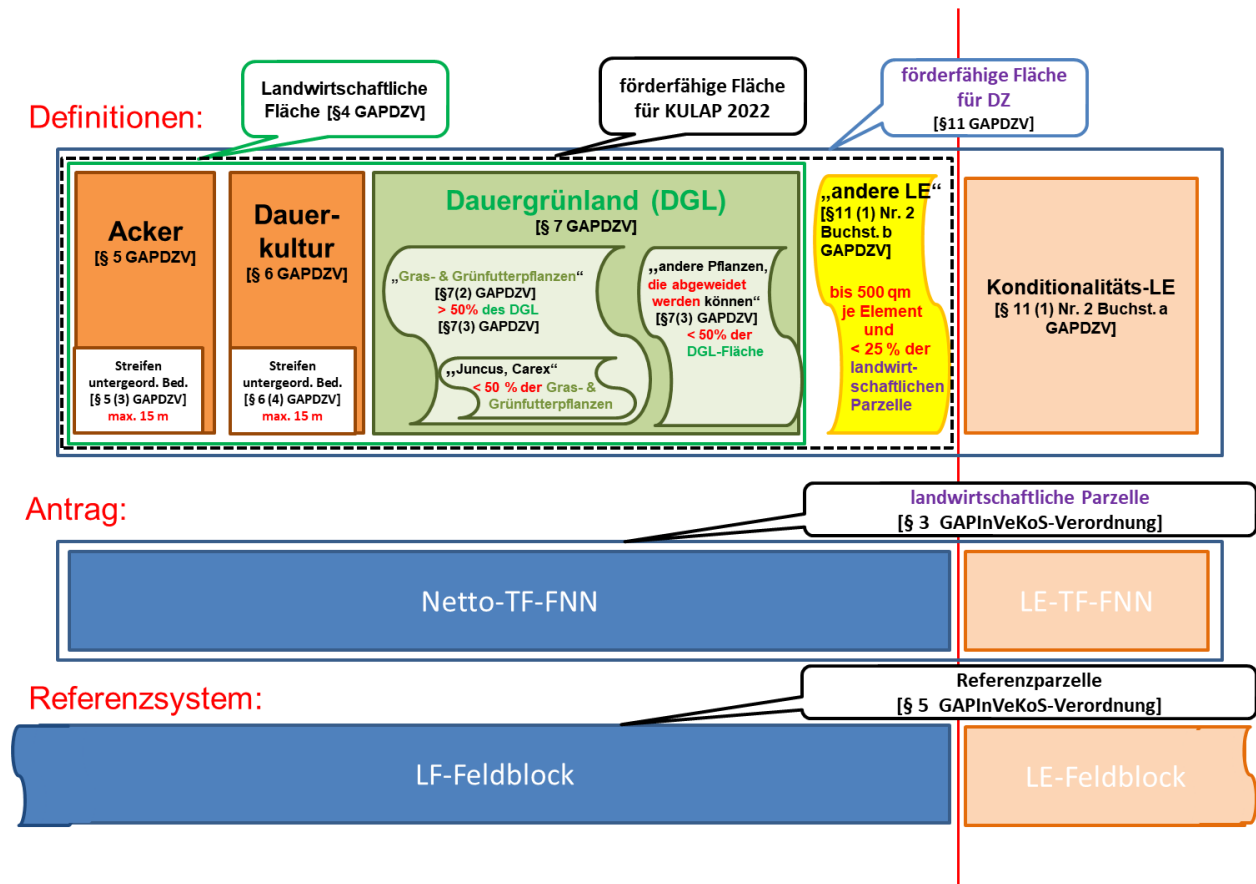 Definitionen:
Landwirtschaftliche
Fläche [§4 GAPDZV]
förderfähige Fläche
für KULAP 2022
förderfähige Fläche
für DZ
[§11 GAPDZV]
Acker
[§ 5 GAPDZV]
Streifen
untergeord. Bed.
[§ 5 (3) GAPDZV]
max. 15 m
Dauer-
kultur
[§ 6 GAPDZV]
Streifen
untergeord. Bed.
[§ 6 (4) GAPDZV]
max. 15 m
Dauergrünland (DGL)
[§ 7 GAPDZV]
„Gras- & Grünfutterpflanzen“
[§7(2) GAPDZV]
> 50% des DGL
[§7(3) GAPDZV]
„Juncus, Carex“
< 50 % der Gras- &
Grünfutterpflanzen
„andere Pflanzen,
die abgeweidet
werden können“
[§7(3) GAPDZV]
< 50% der
DGL-Fläche
„andere LE“
[§11 (1) Nr. 2
Buchst. b
GAPDZV]
bis 500 qm
je Element
und
< 25 % der
landwirt-
schaftlichen
Parzelle
Konditionalitäts-LE
[§ 11 (1) Nr. 2 Buchst. a
GAPDZV]
Antrag:
landwirtschaftliche Parzelle
[§ 3 GAPInVeKoS-Verordnung]
Netto-TF-FNN
LE-TF-FNN
Referenzsystem:
Referenzparzelle
[§ 5 GAPInVeKoS-Verordnung]
LF-Feldblock
LE-Feldblock